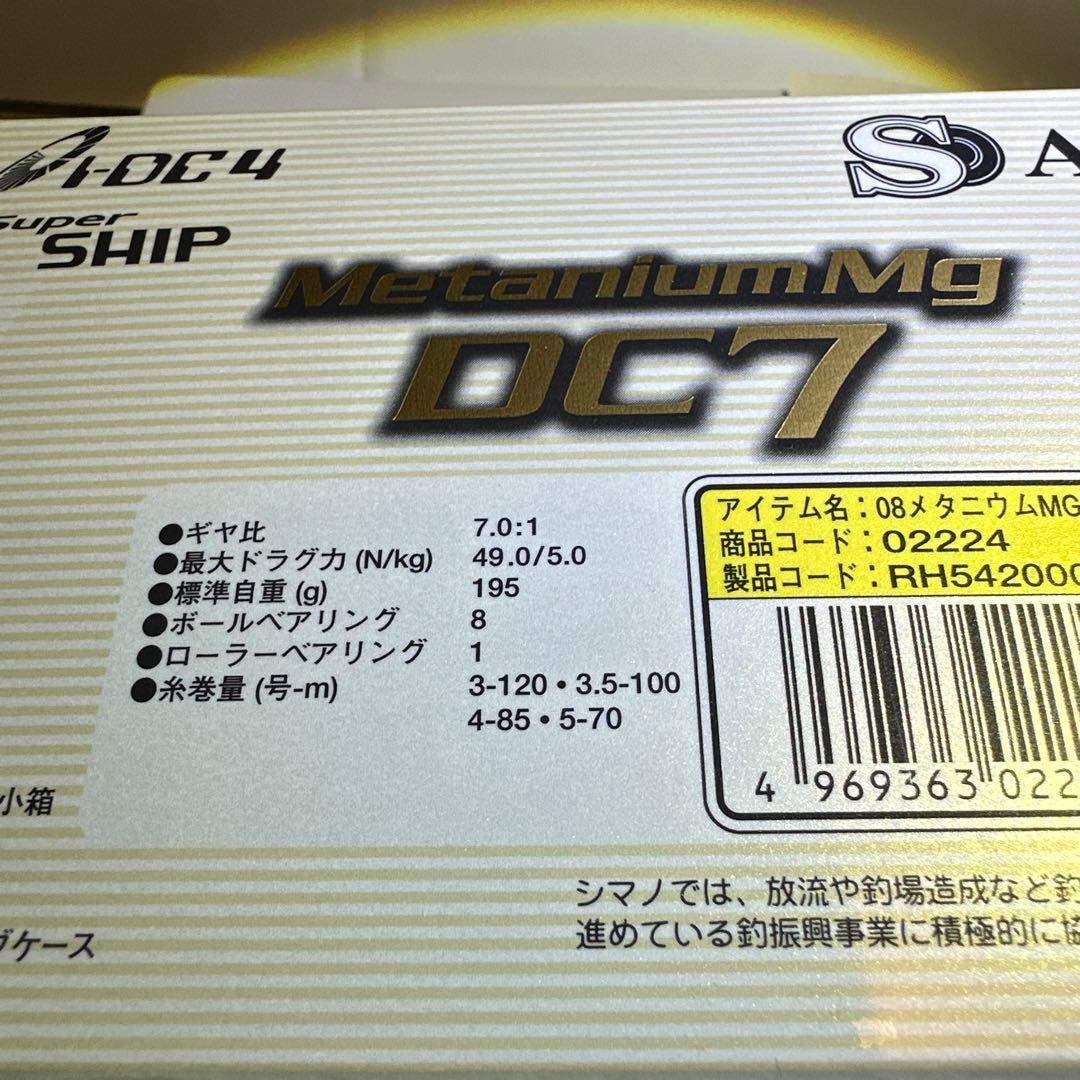 I-DC4
Super
SHIP
S A
MetaniumMg
DC7
●ギヤ比 7.0:1
●最大ドラグ力 (N/kg) 49.0/5.0
●標準自重 (g) 195
●ボールベアリング 8
●ローラーベアリング 1
●糸巻量 (号-m) 3-120・3.5-100
4-85・5-70
アイテム名：08メタニウムMG
商品コード：02224
製品コード：RH542000
4 969363 022
小箱
シマノでは、放流や釣場造成など釣
進めている釣振興事業に積極的に協
グケース